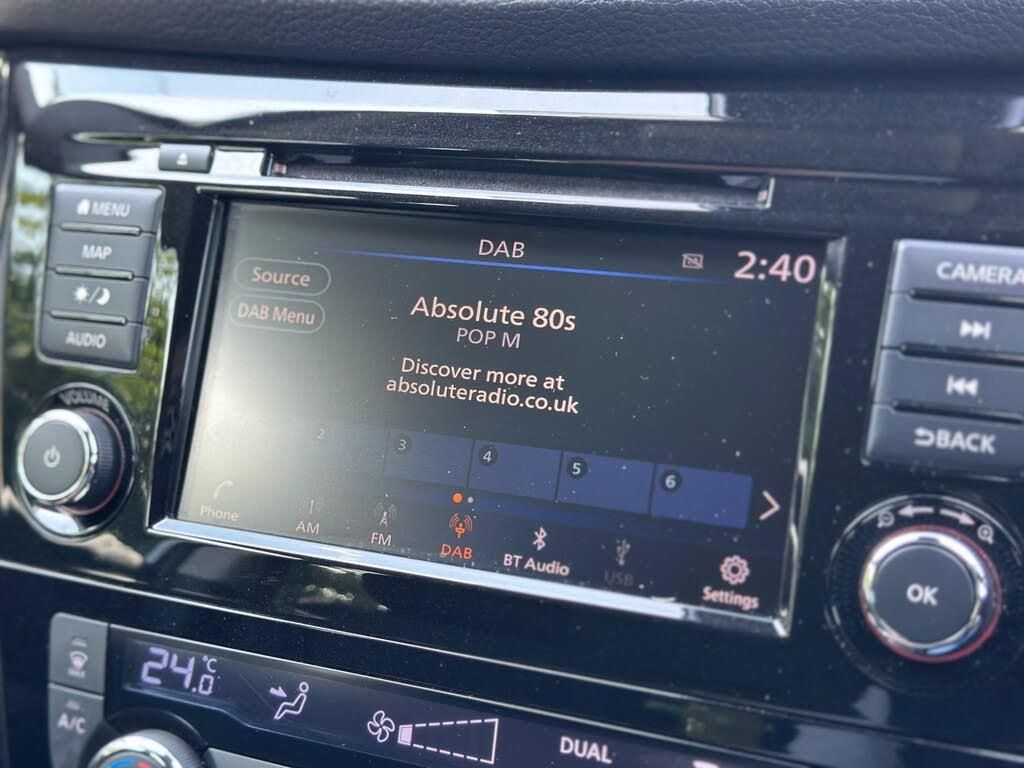 MENU
MAP
AUDIO
VOLUME
DAB
2:40
Source
DAB Menu
Absolute 80s
POP M
Discover more at
absoluteradio.co.uk
2
3
4
5
6
Phone
AM
FM
DAB
BT Audio
USB
Settings
CAMERA
BACK
OK
24.0 °C
A/C
DUAL